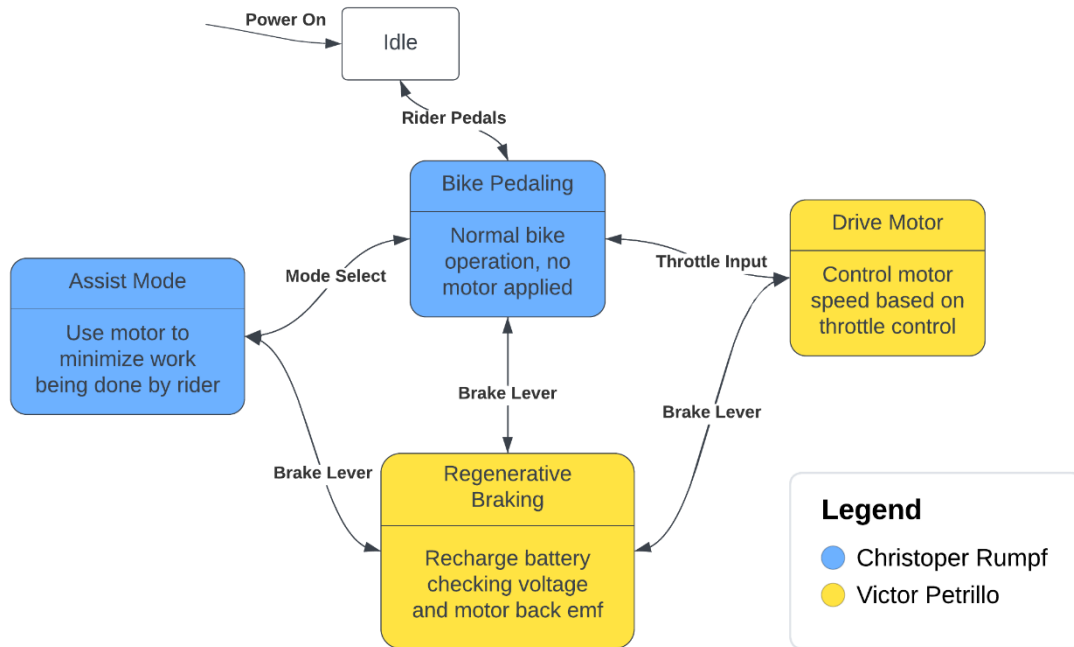 Power On
Idle
Rider Pedals
Bike Pedaling
Normal bike
operation, no
motor applied
Drive Motor
Control motor
speed based on
throttle control
Throttle Input
Mode Select
Assist Mode
Use motor to
minimize work
being done by rider
Brake Lever
Brake Lever
Brake Lever
Regenerative
Braking
Recharge battery
checking voltage
and motor back emf
Legend
Christoper Rumpf
Victor Petrillo